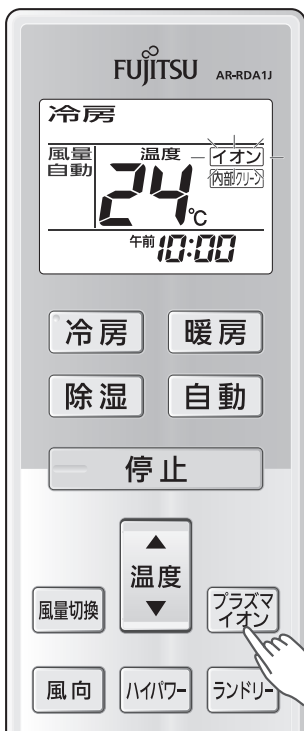 FUJITSU AR-RDA1J
冷房
風量 温度 イオン
自動 24℃ 内部クリーン
午前10:00
冷房 暖房
除湿 自動
停止
▲
温度
風量切換 ▼ プラズマ
イオン
風向 ハイパワー ランドリー